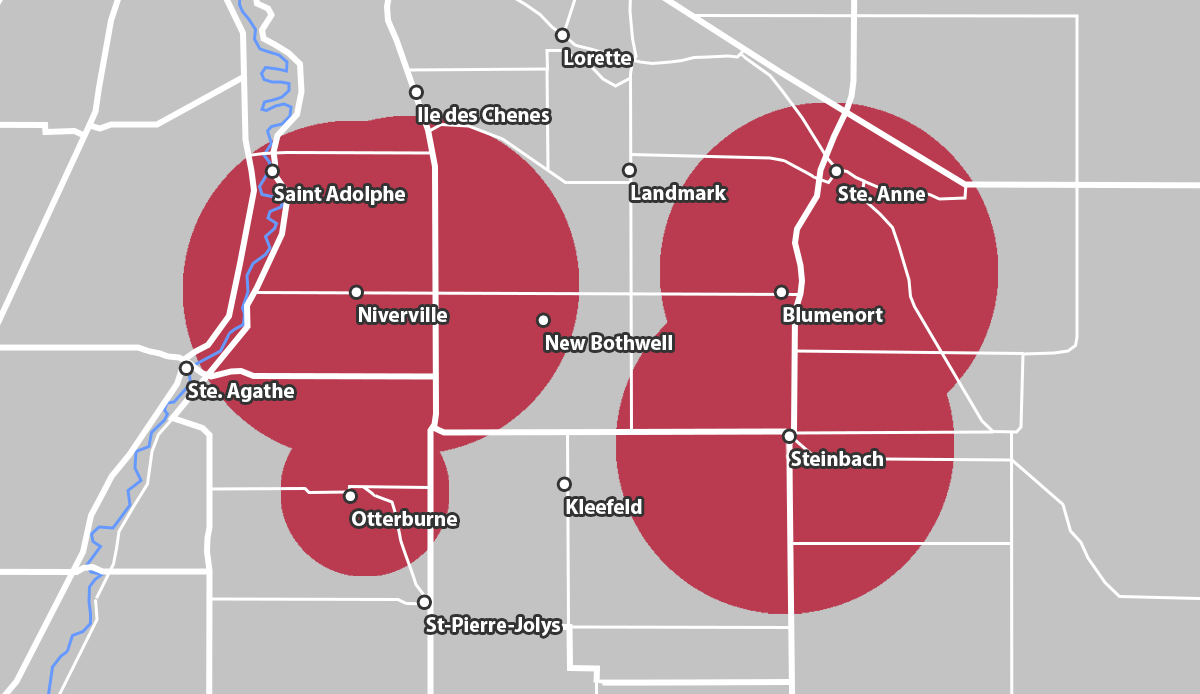 Lorette
Ile des Chenes
Saint Adolphe
Landmark
Ste. Anne
Niverville
Blumenort
New Bothwell
Ste. Agathe
Steinbach
Kleefeld
Otterburne
St-Pierre-Jolys